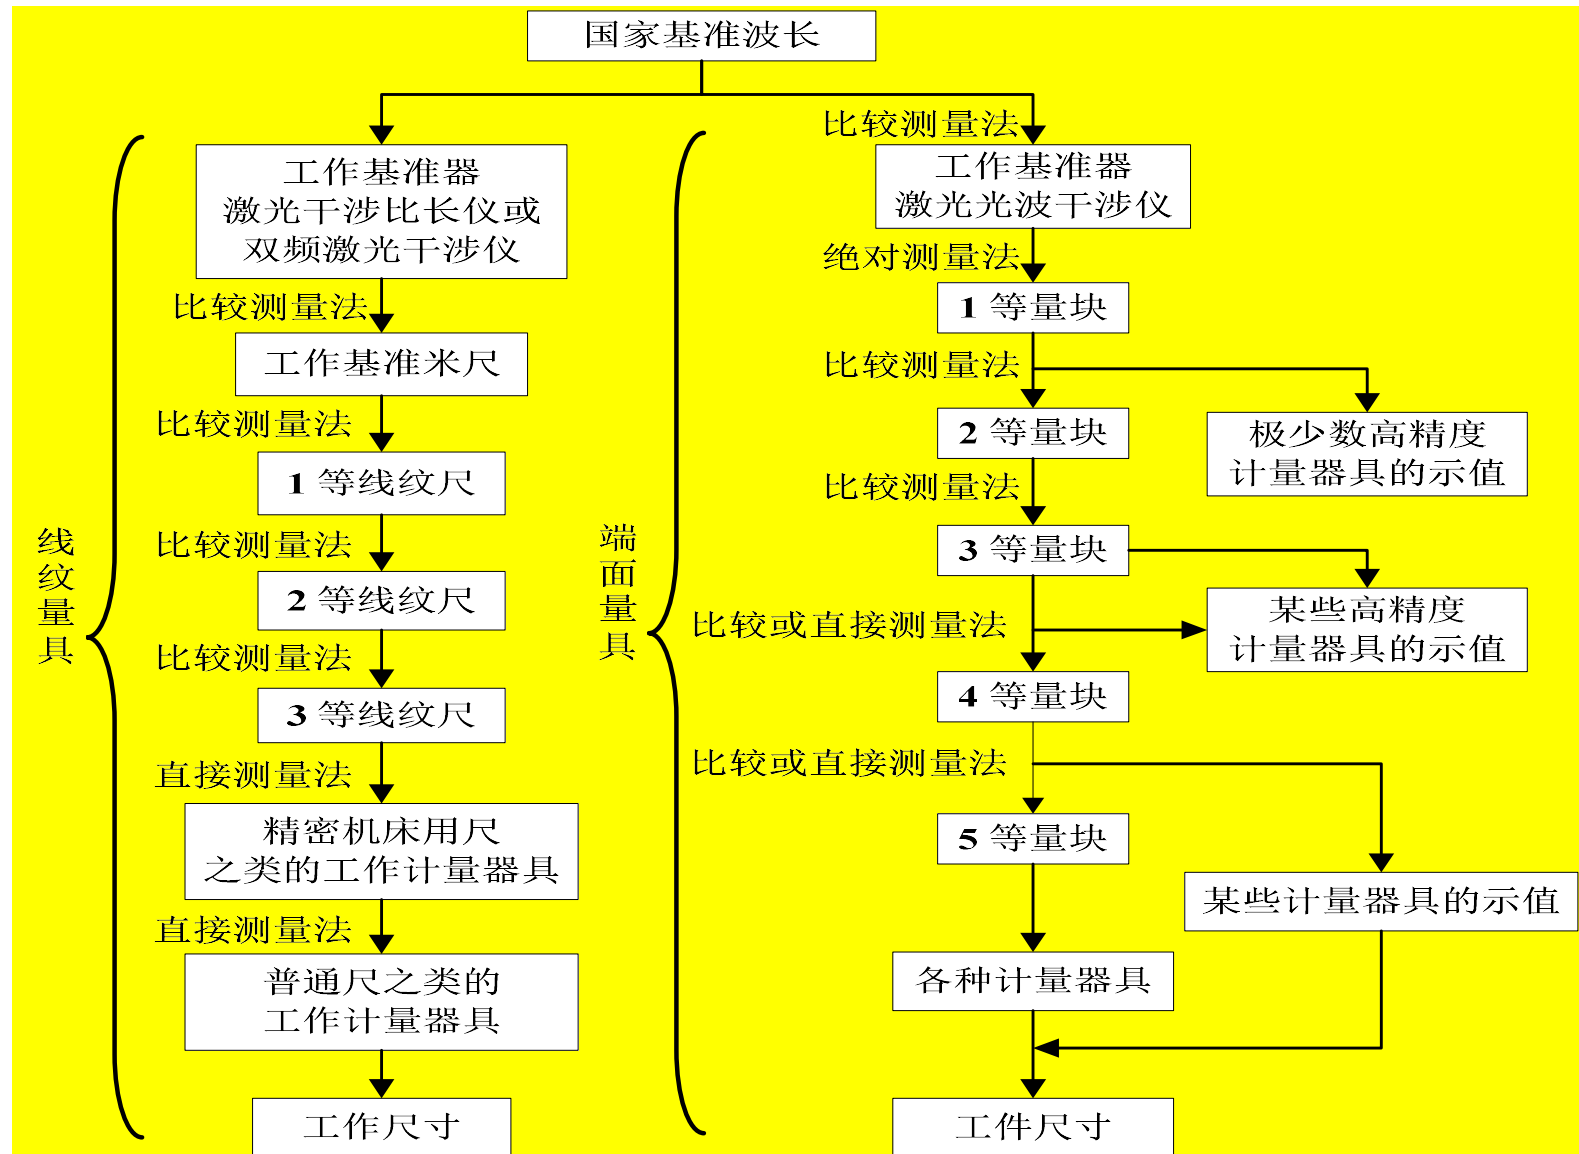 国家基准波长
线纹量具
工作基准器
激光干涉比长仪或
双频激光干涉仪
比较测量法
工作基准米尺
比较测量法
1 等线纹尺
比较测量法
2 等线纹尺
比较测量法
3 等线纹尺
直接测量法
精密机床用尺
之类的工作计量器具
直接测量法
普通尺之类的
工作计量器具
工作尺寸
端面量具
比较测量法
工作基准器
激光光波干涉仪
绝对测量法
1 等量块
比较测量法
2 等量块
极少数高精度
计量器具的示值
比较测量法
3 等量块
某些高精度
计量器具的示值
比较或直接测量法
4 等量块
比较或直接测量法
5 等量块
某些计量器具的示值
各种计量器具
工件尺寸